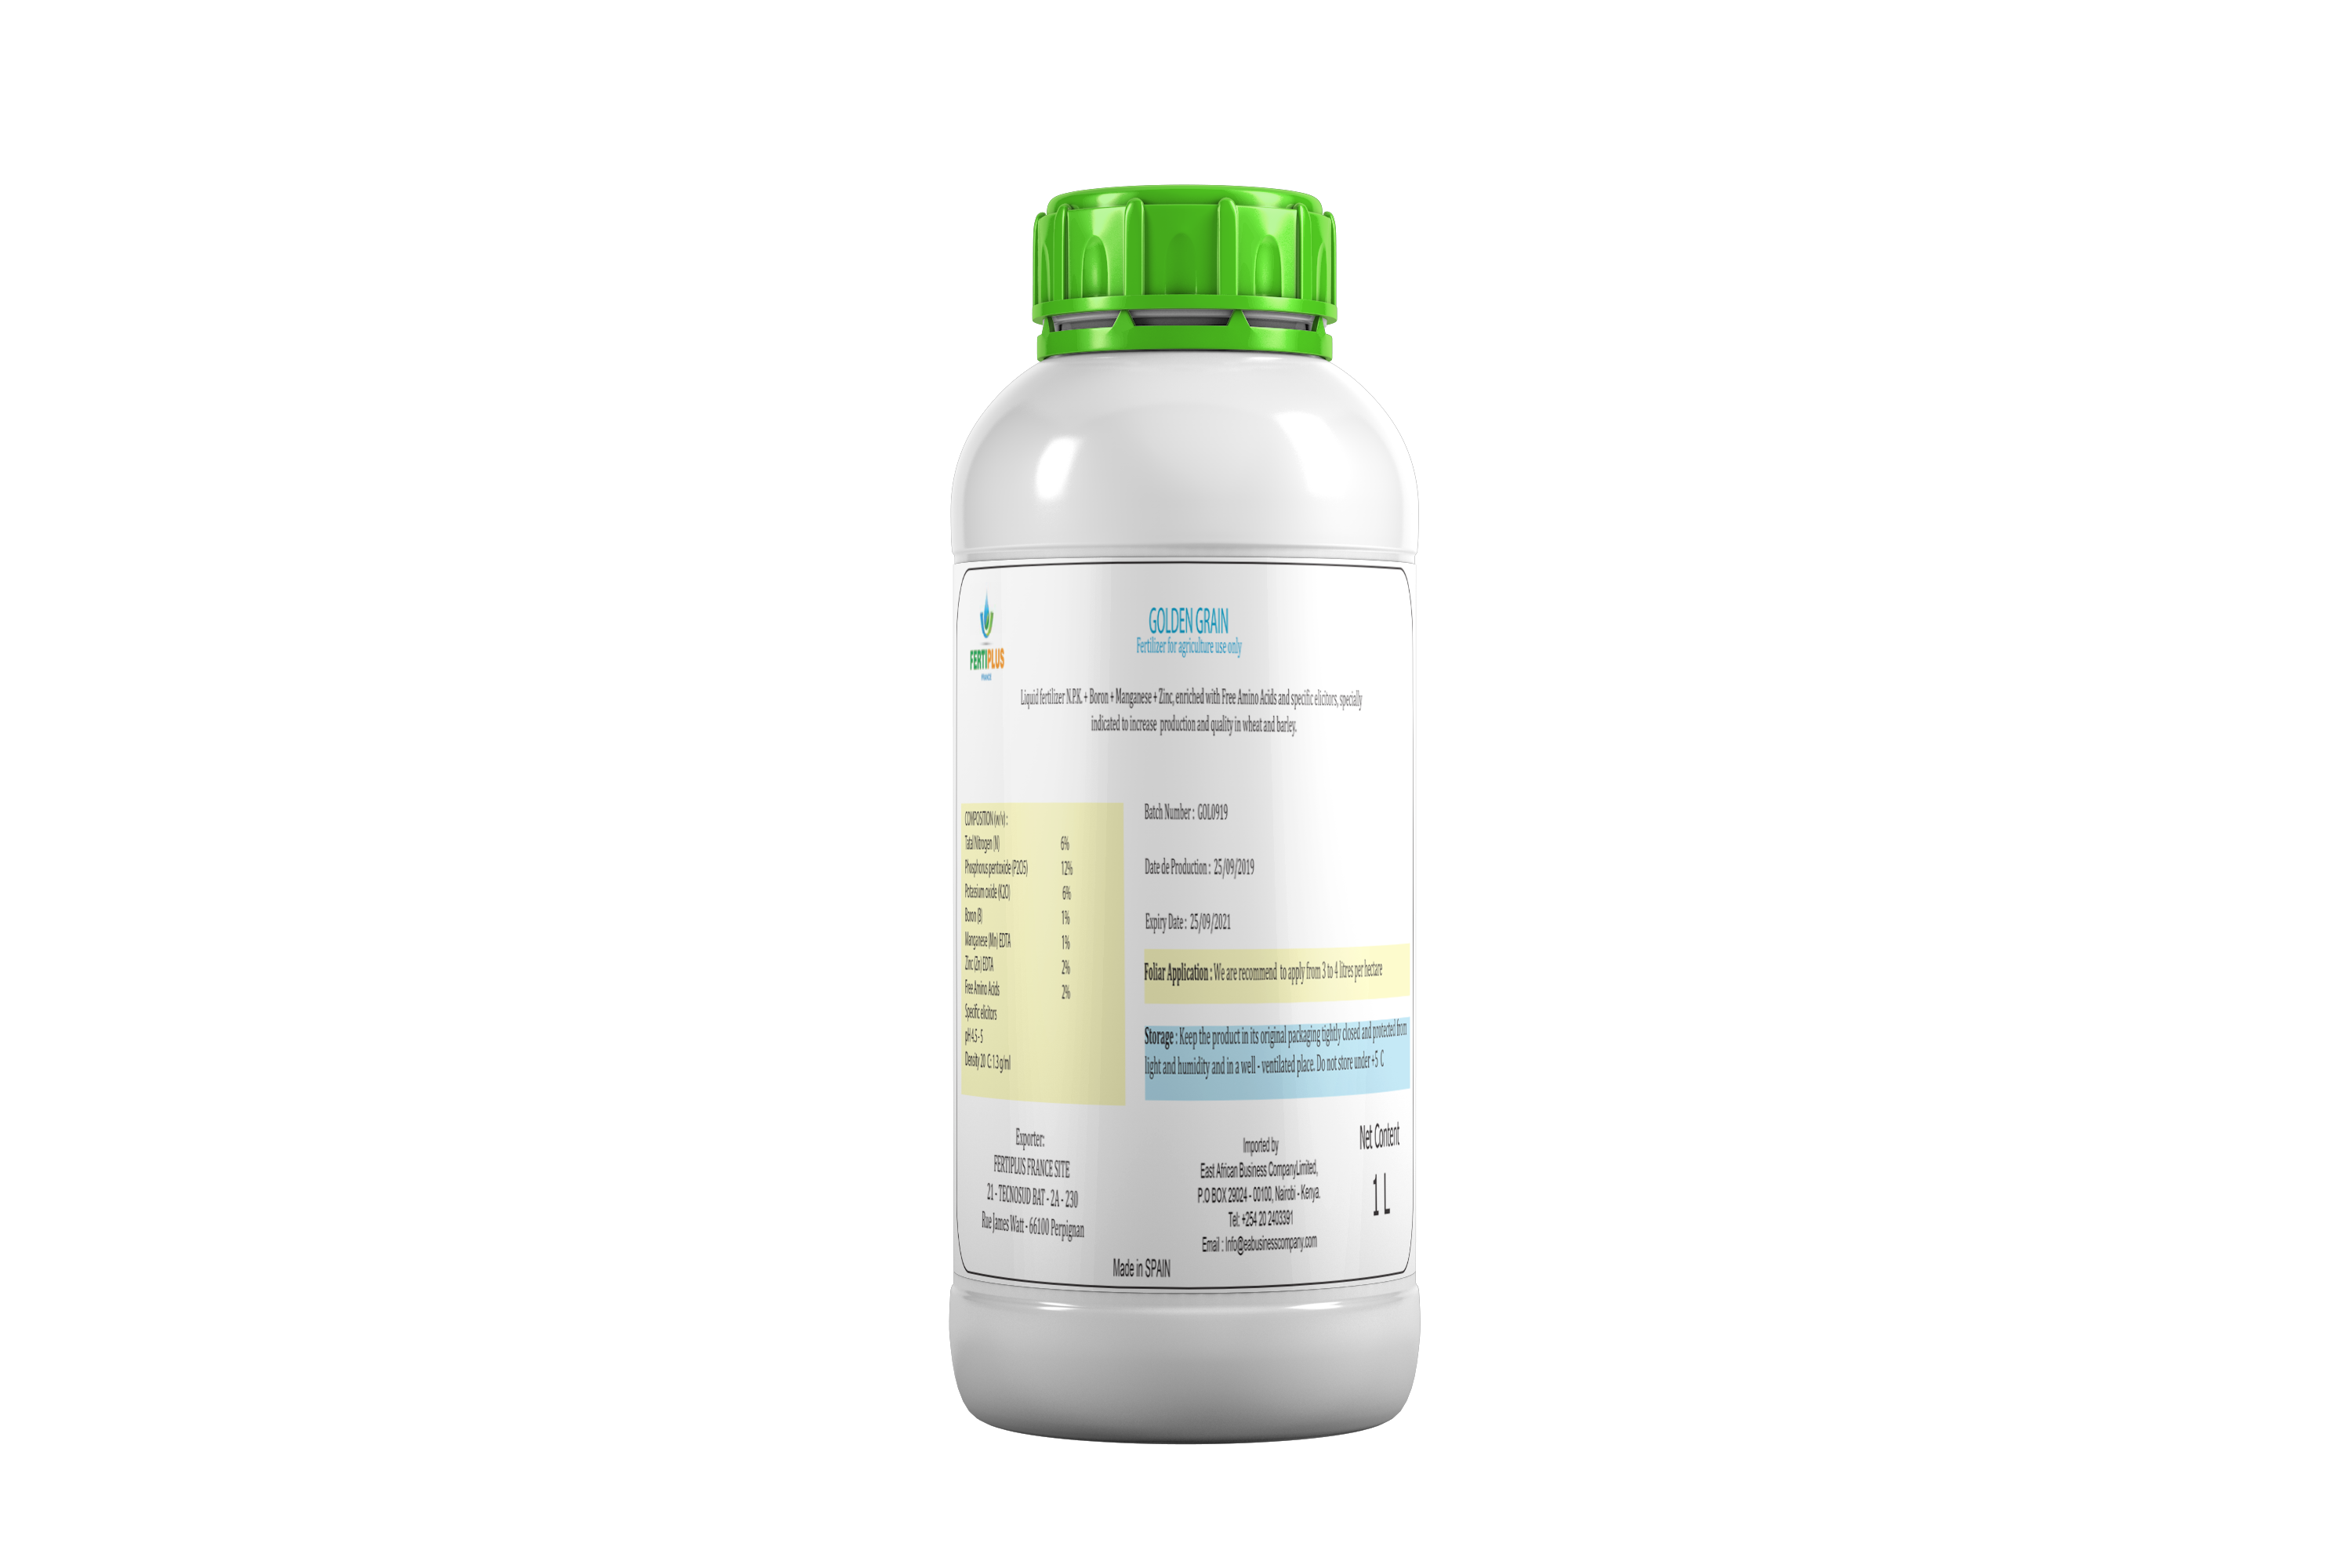 FERTIPLUS
FRANCE
GOLDEN GRAIN
Fertilizer for agriculture use only
Liquid fertilizer N.P.K. + Boron + Manganese + Zinc, enriched with Free Amino Acids and specific elicitors, specially
indicated to increase production and quality in wheat and barley.
COMPOSITION (w/v) :
Total Nitrogen (N) 6%
Phosphorus pentoxide (P2O5) 12%
Potassium oxide (K2O) 6%
Boron (B) 1%
Manganese (Mn) EDTA 1%
Zinc (Zn) EDTA 2%
Free Amino Acids 2%
Specific elicitors
pH 4.5 - 5
Density 20 C: 1.3 g/ml
Batch Number : GOL0919
Date de Production : 25/09/2019
Expiry Date : 25/09/2021
Foliar Application : We are recommend to apply from 3 to 4 litres per hectare
Storage : Keep the product in its original packaging tightly closed and protected from
light and humidity and in a well - ventilated place. Do not store under +5 C
Exporter:
FERTIPLUS FRANCE SITE
21 - TECNOSUD BAT - 2A - 230
Rue James Watt - 66100 Perpignan
Imported by
East African Business CompanyLimited,
P.O BOX 29024 - 00100, Nairobi - Kenya.
Tel: +254 20 2403391
Email : Info@eabusinesscompany.com
Net Content
1 L
Made in SPAIN